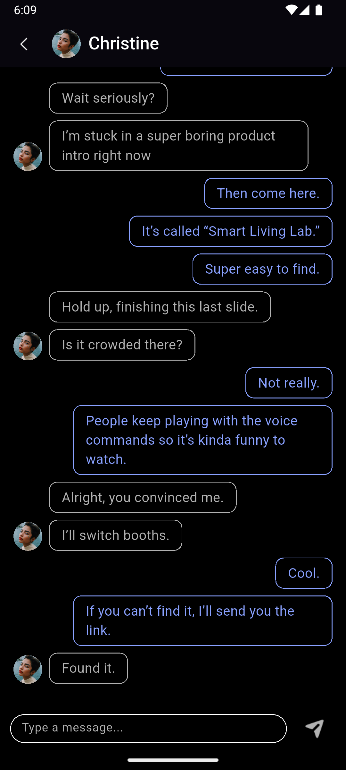 6:09
Christine
Wait seriously?
I’m stuck in a super boring product
intro right now
Then come here.
It’s called “Smart Living Lab.”
Super easy to find.
Hold up, finishing this last slide.
Is it crowded there?
Not really.
People keep playing with the voice
commands so it's kinda funny to
watch.
Alright, you convinced me.
I’ll switch booths.
Cool.
If you can’t find it, I’ll send you the
link.
Found it.
Type a message...